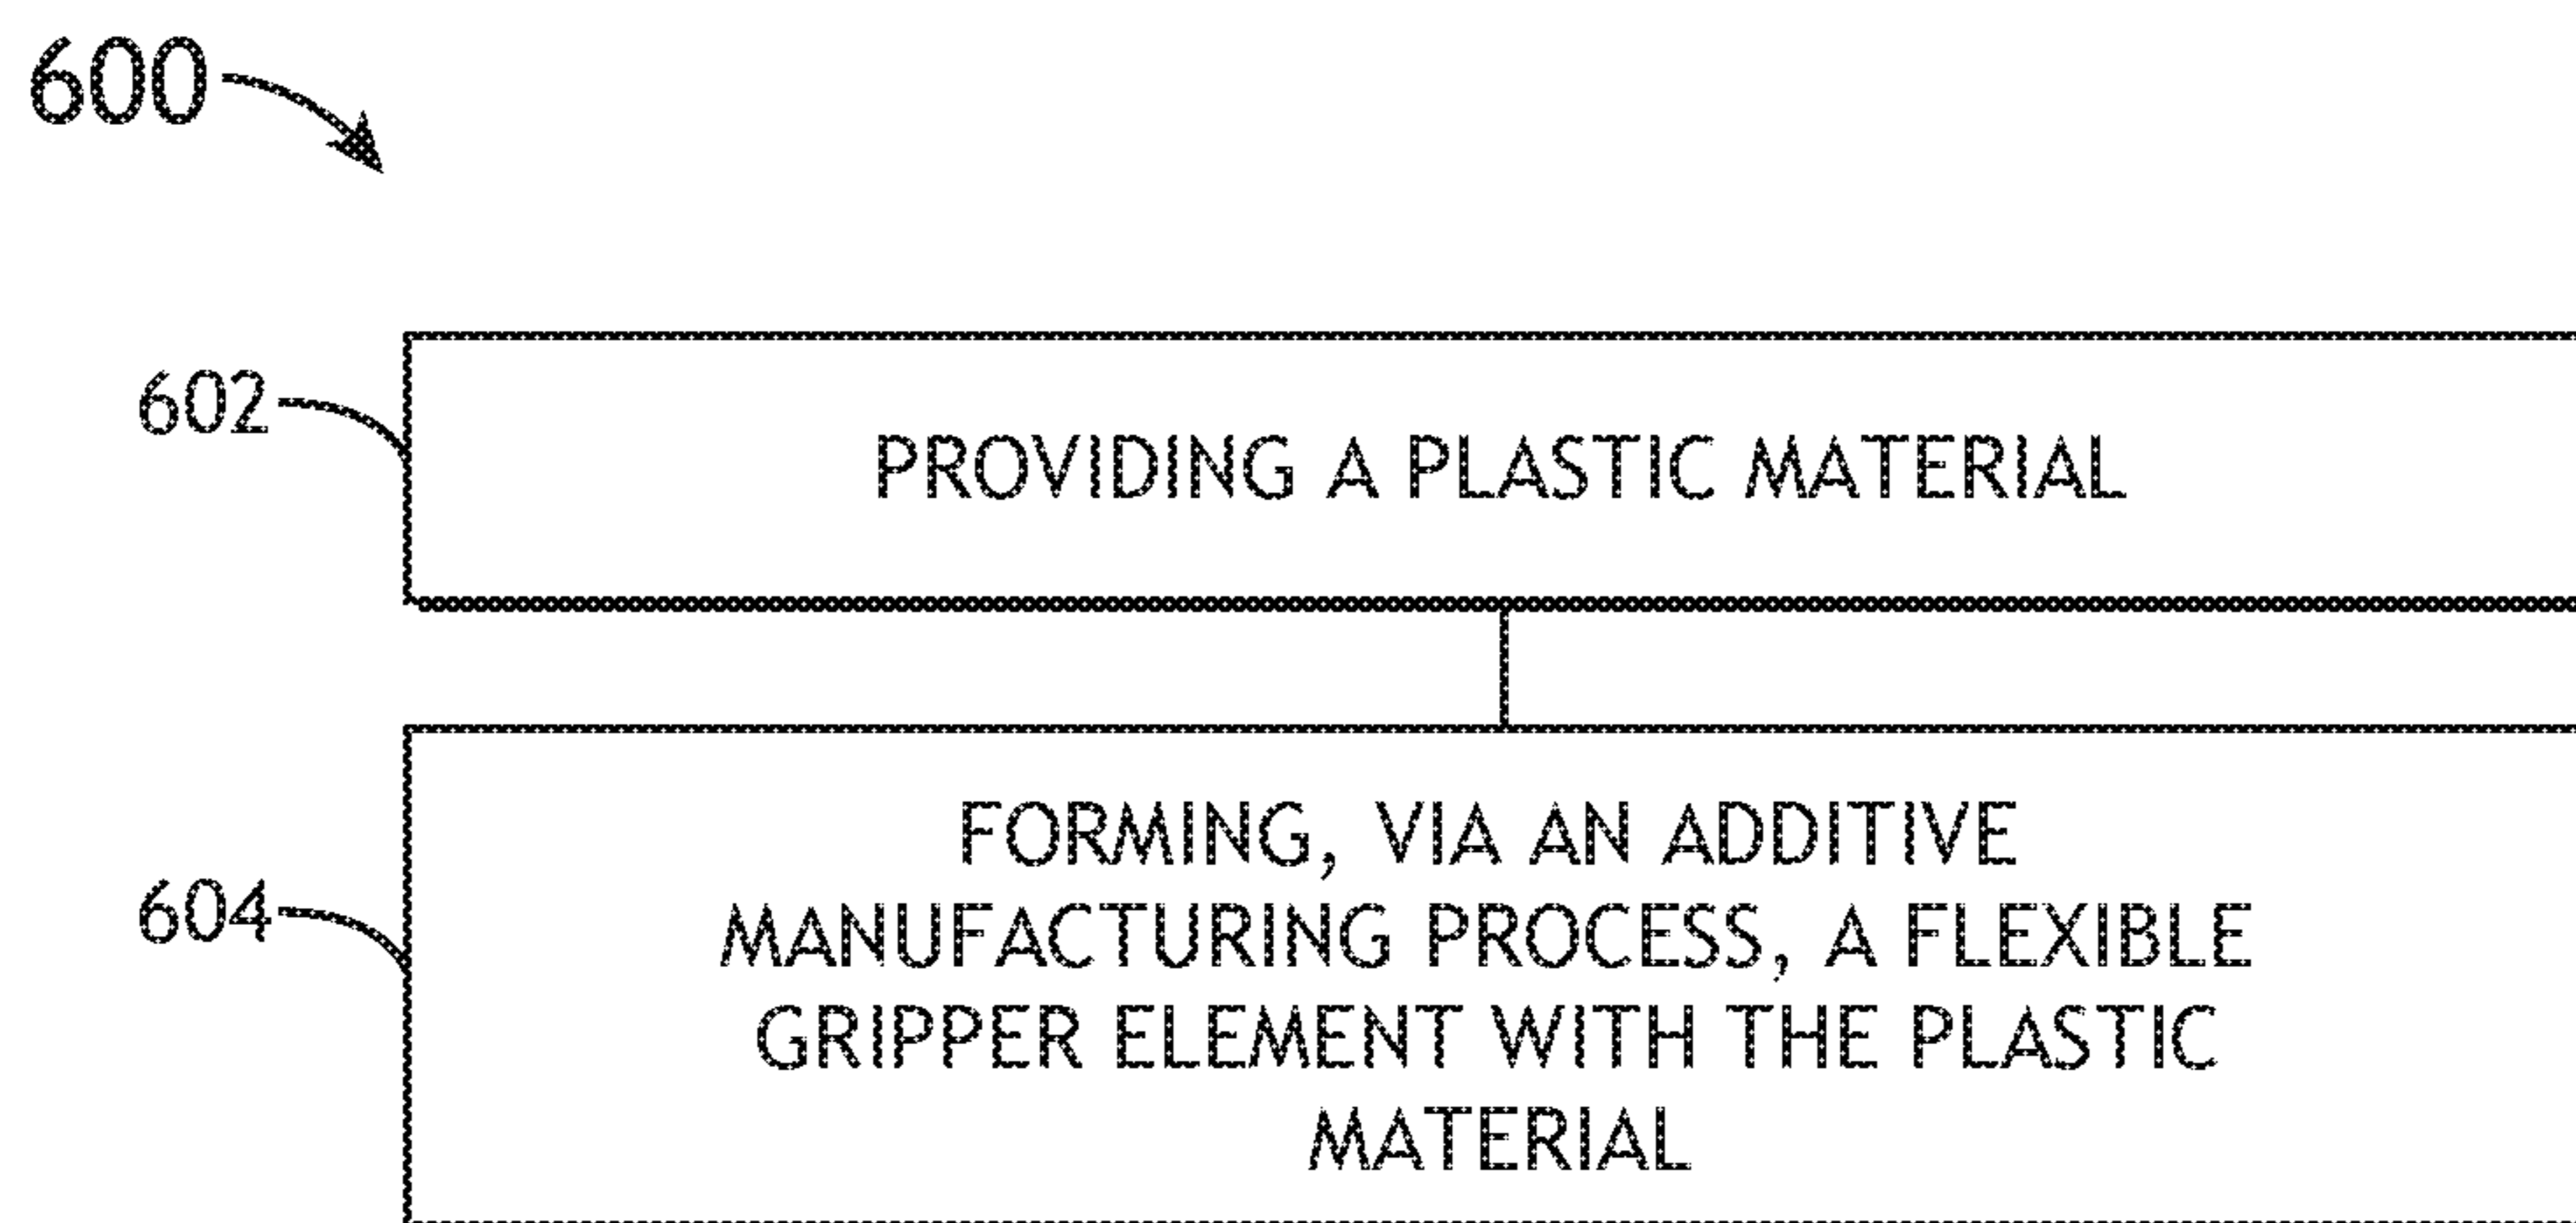 600
602
PROVIDING A PLASTIC MATERIAL
604
FORMING, VIA AN ADDITIVE
MANUFACTURING PROCESS, A FLEXIBLE
GRIPPER ELEMENT WITH THE PLASTIC
MATERIAL